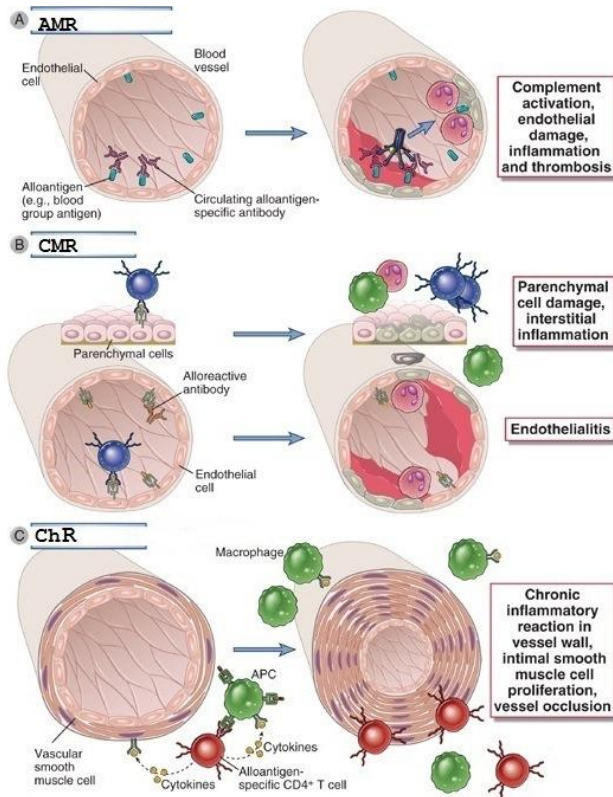 A AMR
Endothelial
cell
Blood
vessel
Alloantigen
(e.g., blood
group antigen)
Circulating alloantigen-
specific antibody
Complement
activation,
endothelial
damage,
inflammation
and thrombosis
B CMR
Parenchymal cells
Alloreactive
antibody
Endothelial
cell
Parenchymal
cell damage,
interstitial
inflammation
Endothelialitis
C ChR
Macrophage
APC
Vascular
smooth
muscle cell
Cytokines
Cytokines
Alloantigen-
specific CD4+ T cell
Chronic
inflammatory
reaction in
vessel wall,
intimal smooth
muscle cell
proliferation,
vessel occlusion